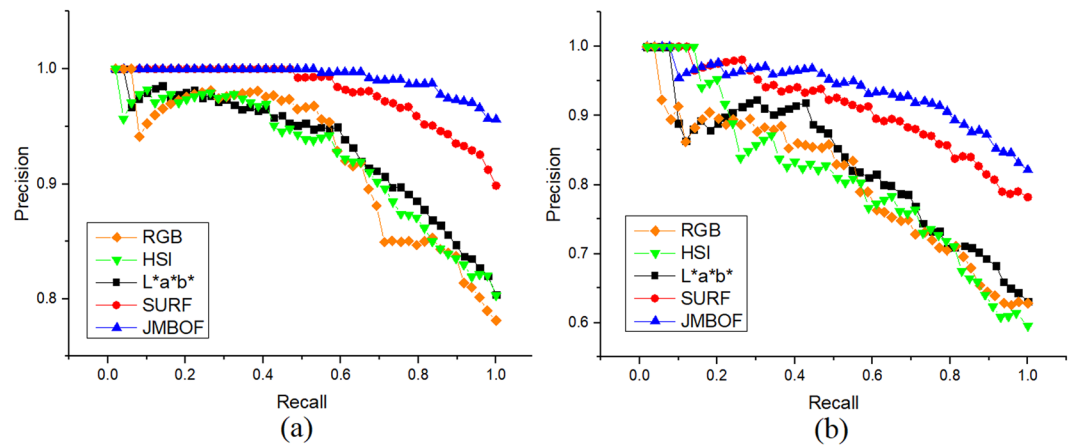 1.0
0.9
0.8
Precision
RGB
HSI
L*a*b*
SURF
JMBOF
0.0 0.2 0.4 0.6 0.8 1.0
Recall
(a)
1.0
0.9
0.8
0.7
0.6
Precision
RGB
HSI
L*a*b*
SURF
JMBOF
0.0 0.2 0.4 0.6 0.8 1.0
Recall
(b)